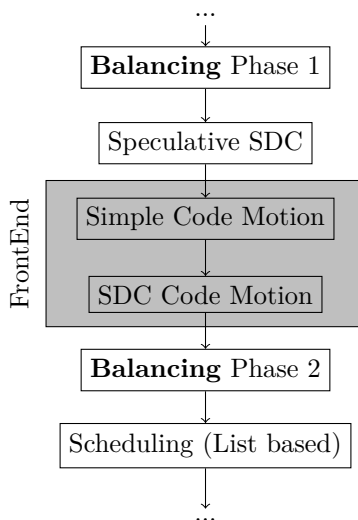 ...
Balancing Phase 1
Speculative SDC
FrontEnd
Simple Code Motion
SDC Code Motion
Balancing Phase 2
Scheduling (List based)
...